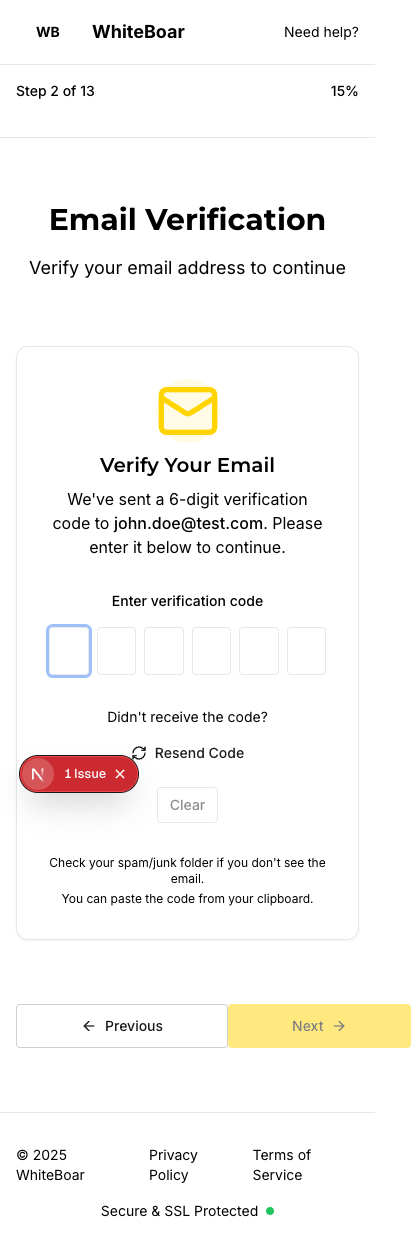 WB WhiteBoar Need help?
Step 2 of 13 15%
Email Verification
Verify your email address to continue
Verify Your Email
We've sent a 6-digit verification
code to john.doe@test.com. Please
enter it below to continue.
Enter verification code
Didn't receive the code?
Resend Code
N 1 Issue
Clear
Check your spam/junk folder if you don't see the
email.
You can paste the code from your clipboard.
Previous Next
© 2025 Privacy Terms of
WhiteBoar Policy Service
Secure & SSL Protected